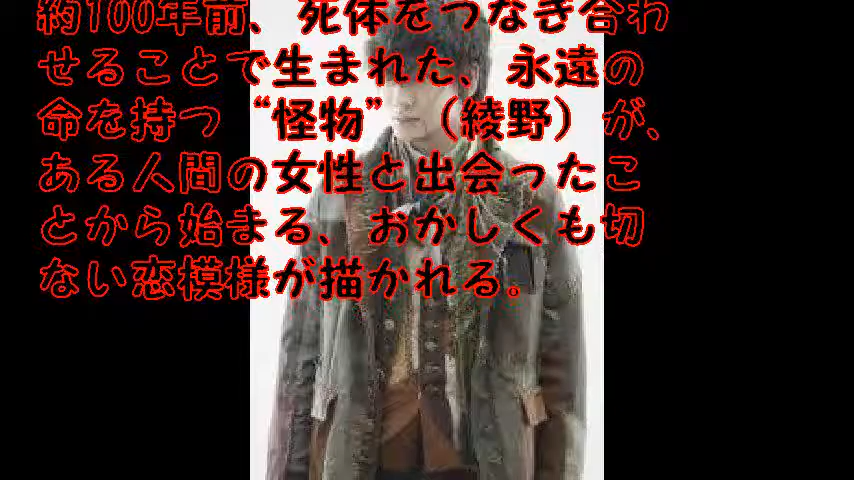 約100年前、死体をつなぎ合わ
せることで生まれた、永遠の
命を持つ“怪物”（綾野）が、
ある人間の女性と出会ったこ
とから始まる、おかしくも切
ない恋模様が描かれる。